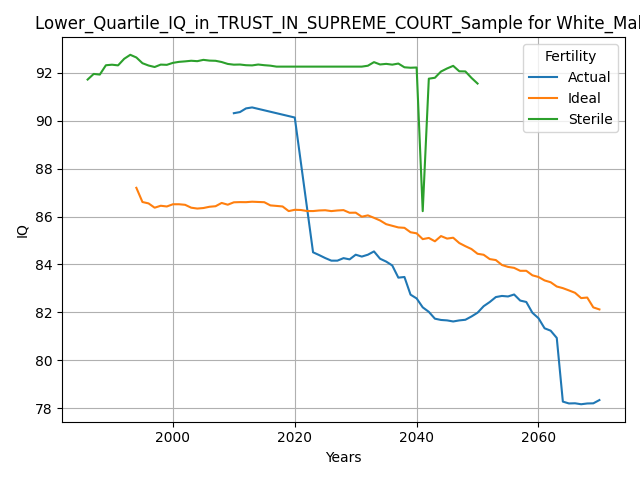 Lower_Quartile_IQ_in_TRUST_IN_SUPREME_COURT_Sample for White_Mal
Fertility
Actual
Ideal
Sterile
92
90
88
86
84
82
80
78
IQ
2000
2020
2040
2060
Years